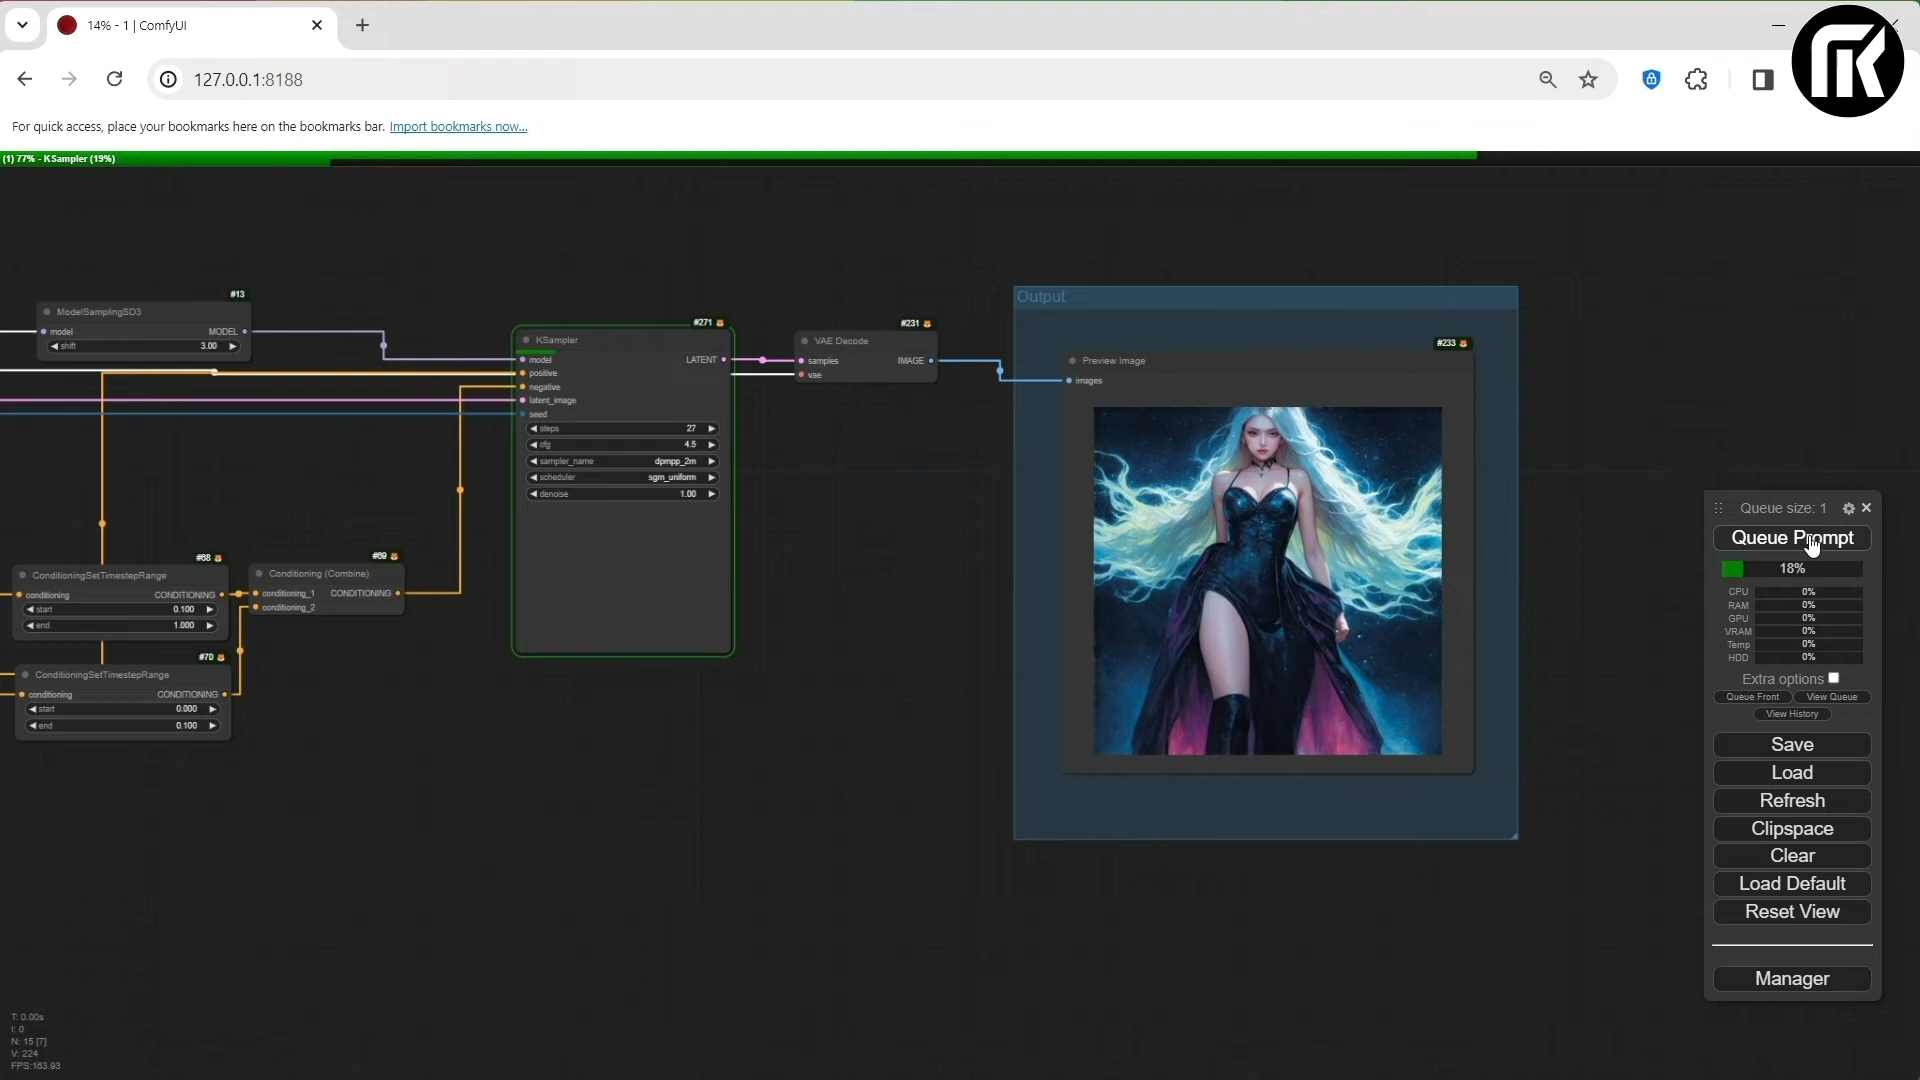 14% - 1 | ComfyUI
127.0.0.1:8188
For quick access, place your bookmarks here on the bookmarks bar. Import bookmarks now...
(1) 77% - KSampler (19%)
#13
ModelSamplingSD3
model MODEL
shift 3.00
#271
KSampler
model LATENT
positive
negative
latent_image
seed
steps 27
cfg 4.5
sampler_name dpmpp_2m
scheduler sgm_uniform
denoise 1.00
#231
VAE Decode
samples IMAGE
vae
Output
#233
Preview Image
images
#68
ConditioningSetTimestepRange
conditioning CONDITIONING
start 0.100
end 1.000
#69
Conditioning (Combine)
conditioning_1 CONDITIONING
conditioning_2
#70
ConditioningSetTimestepRange
conditioning CONDITIONING
start 0.000
end 0.100
Queue size: 1
Queue Prompt
18%
CPU 0%
RAM 0%
GPU 0%
VRAM 0%
Temp 0%
HDD 0%
Extra options
Queue Front View Queue
View History
Save
Load
Refresh
Clipspace
Clear
Load Default
Reset View
Manager
T: 0.00s
I: 0
N: 15 [7]
V: 224
FPS:163.93